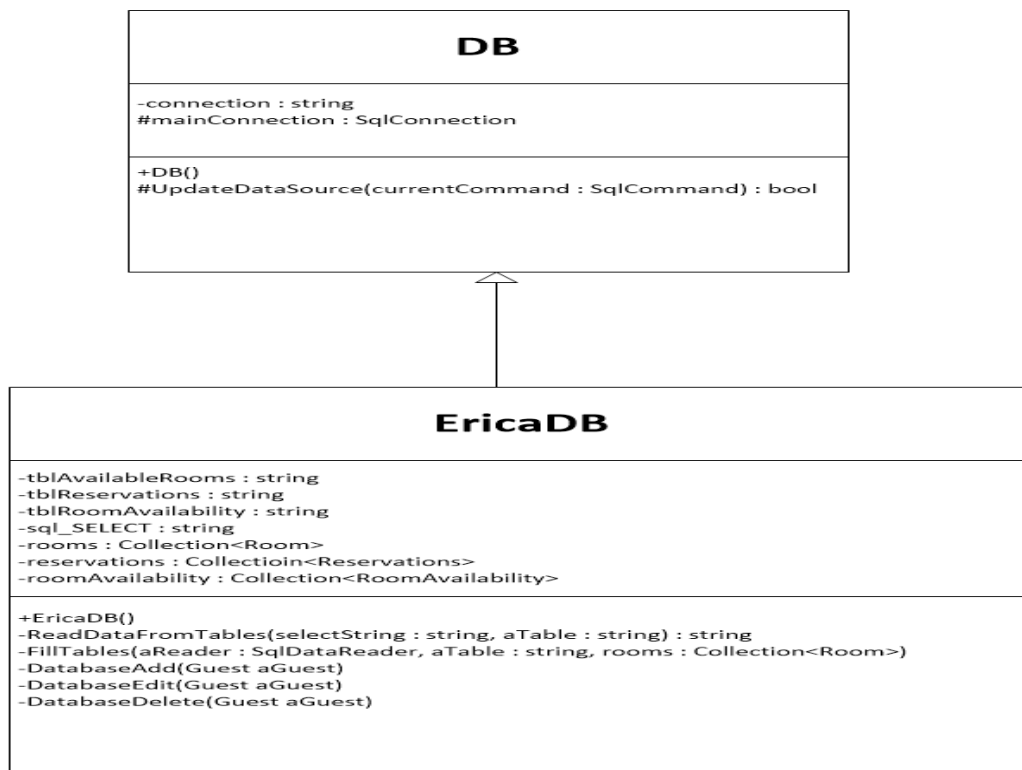 DB
-connection : string
#mainConnection : SqlConnection
+DB()
#UpdateDataSource(currentCommand : SqlCommand) : bool
EricaDB
-tblAvailableRooms : string
-tblReservations : string
-tblRoomAvailability : string
-sql_SELECT : string
-rooms : Collection<Room>
-reservations : Collectioin<Reservations>
-roomAvailability : Collection<RoomAvailability>
+EricaDB()
-ReadDataFromTables(selectString : string, aTable : string) : string
-FillTables(aReader : SqlDataReader, aTable : string, rooms : Collection<Room>)
-DatabaseAdd(Guest aGuest)
-DatabaseEdit(Guest aGuest)
-DatabaseDelete(Guest aGuest)